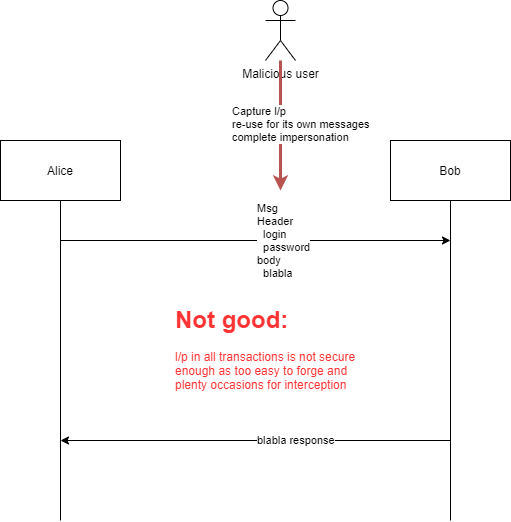 Malicious user
Capture l/p
re-use for its own messages
complete impersonation
Alice
Bob
Msg
Header
login
password
body
blabla
Not good:
l/p in all transactions is not secure
enough as too easy to forge and
plenty occasions for interception
blabla response